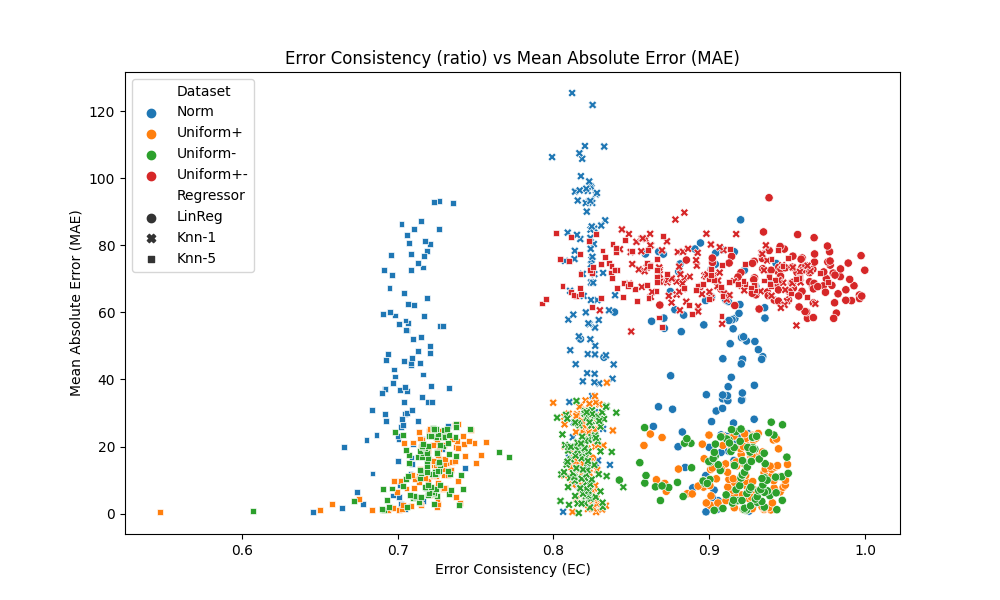 Error Consistency (ratio) vs Mean Absolute Error (MAE)
Dataset
Norm
Uniform+
Uniform-
Uniform+-
Regressor
LinReg
Knn-1
Knn-5
Mean Absolute Error (MAE)
120
100
80
60
40
20
0
0.6 0.7 0.8 0.9 1.0
Error Consistency (EC)